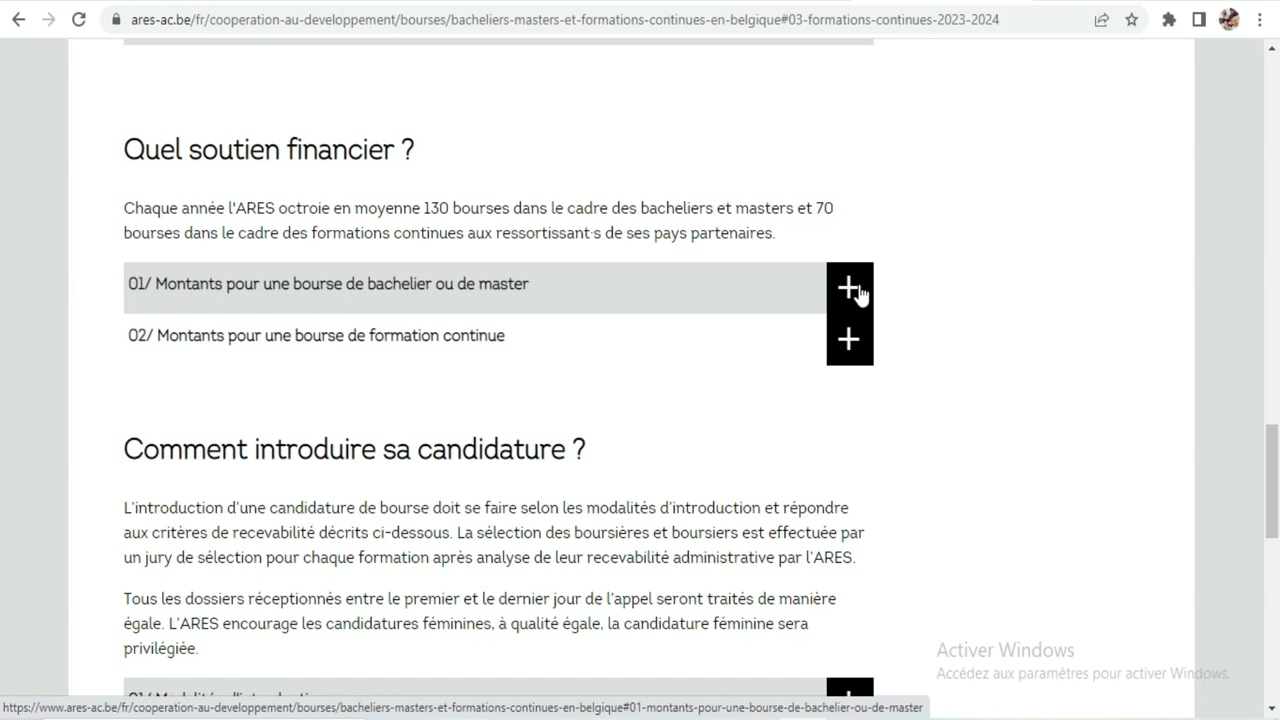 ares-ac.be/fr/cooperation-au-developpement/bourses/bacheliers-masters-et-formations-continues-en-belgique#03-formations-continues-2023-2024
Quel soutien financier ?
Chaque année l'ARES octroie en moyenne 130 bourses dans le cadre des bacheliers et masters et 70
bourses dans le cadre des formations continues aux ressortissant·s de ses pays partenaires.
01/ Montants pour une bourse de bachelier ou de master
02/ Montants pour une bourse de formation continue
Comment introduire sa candidature ?
L'introduction d'une candidature de bourse doit se faire selon les modalités d'introduction et répondre
aux critères de recevabilité décrits ci-dessous. La sélection des boursières et boursiers est effectuée par
un jury de sélection pour chaque formation après analyse de leur recevabilité administrative par l'ARES.
Tous les dossiers réceptionnés entre le premier et le dernier jour de l'appel seront traités de manière
égale. L'ARES encourage les candidatures féminines, à qualité égale, la candidature féminine sera
privilégiée.
Activer Windows
Accédez aux paramètres pour activer Windows.
01/ Modalités d'introduction
https://www.ares-ac.be/fr/cooperation-au-developpement/bourses/bacheliers-masters-et-formations-continues-en-belgique#01-montants-pour-une-bourse-de-bachelier-ou-de-master